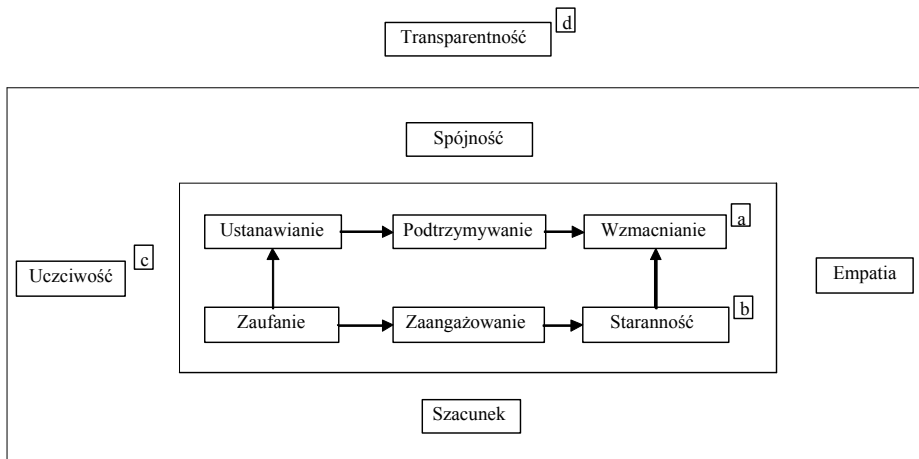 Transparentność
d
Spójność
Ustanawianie
Podtrzymywanie
Wzmacnianie
a
Uczciwość
c
Empatia
Zaufanie
Zaangażowanie
Staranność
b
Szacunek